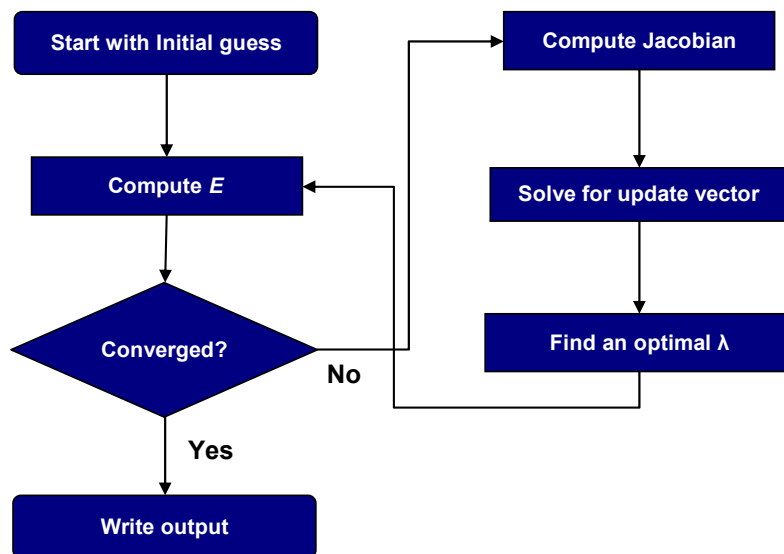 Start with Initial guess
Compute E
Converged?
No
Yes
Write output
Compute Jacobian
Solve for update vector
Find an optimal λ